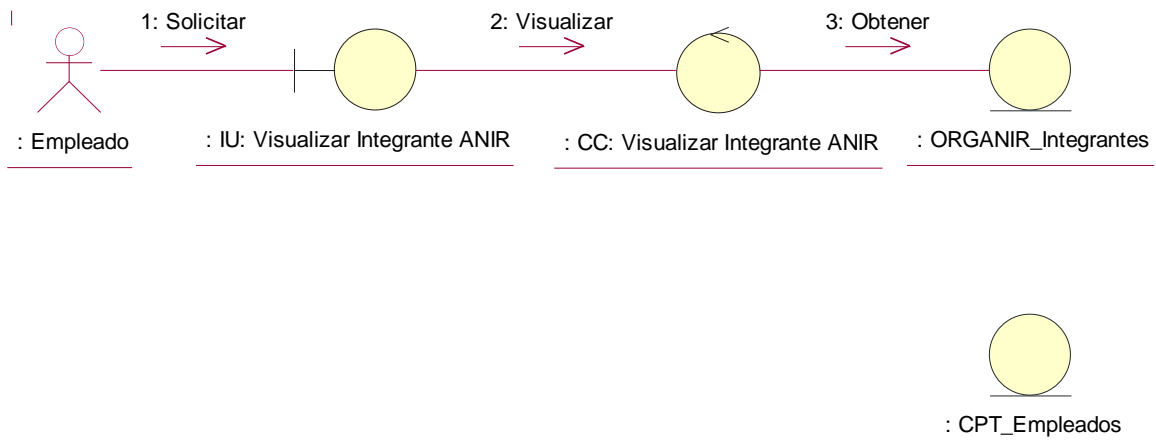 1: Solicitar
2: Visualizar
3: Obtener
: Empleado
: IU: Visualizar Integrante ANIR
: CC: Visualizar Integrante ANIR
: ORGANIR_Integrantes
: CPT_Empleados